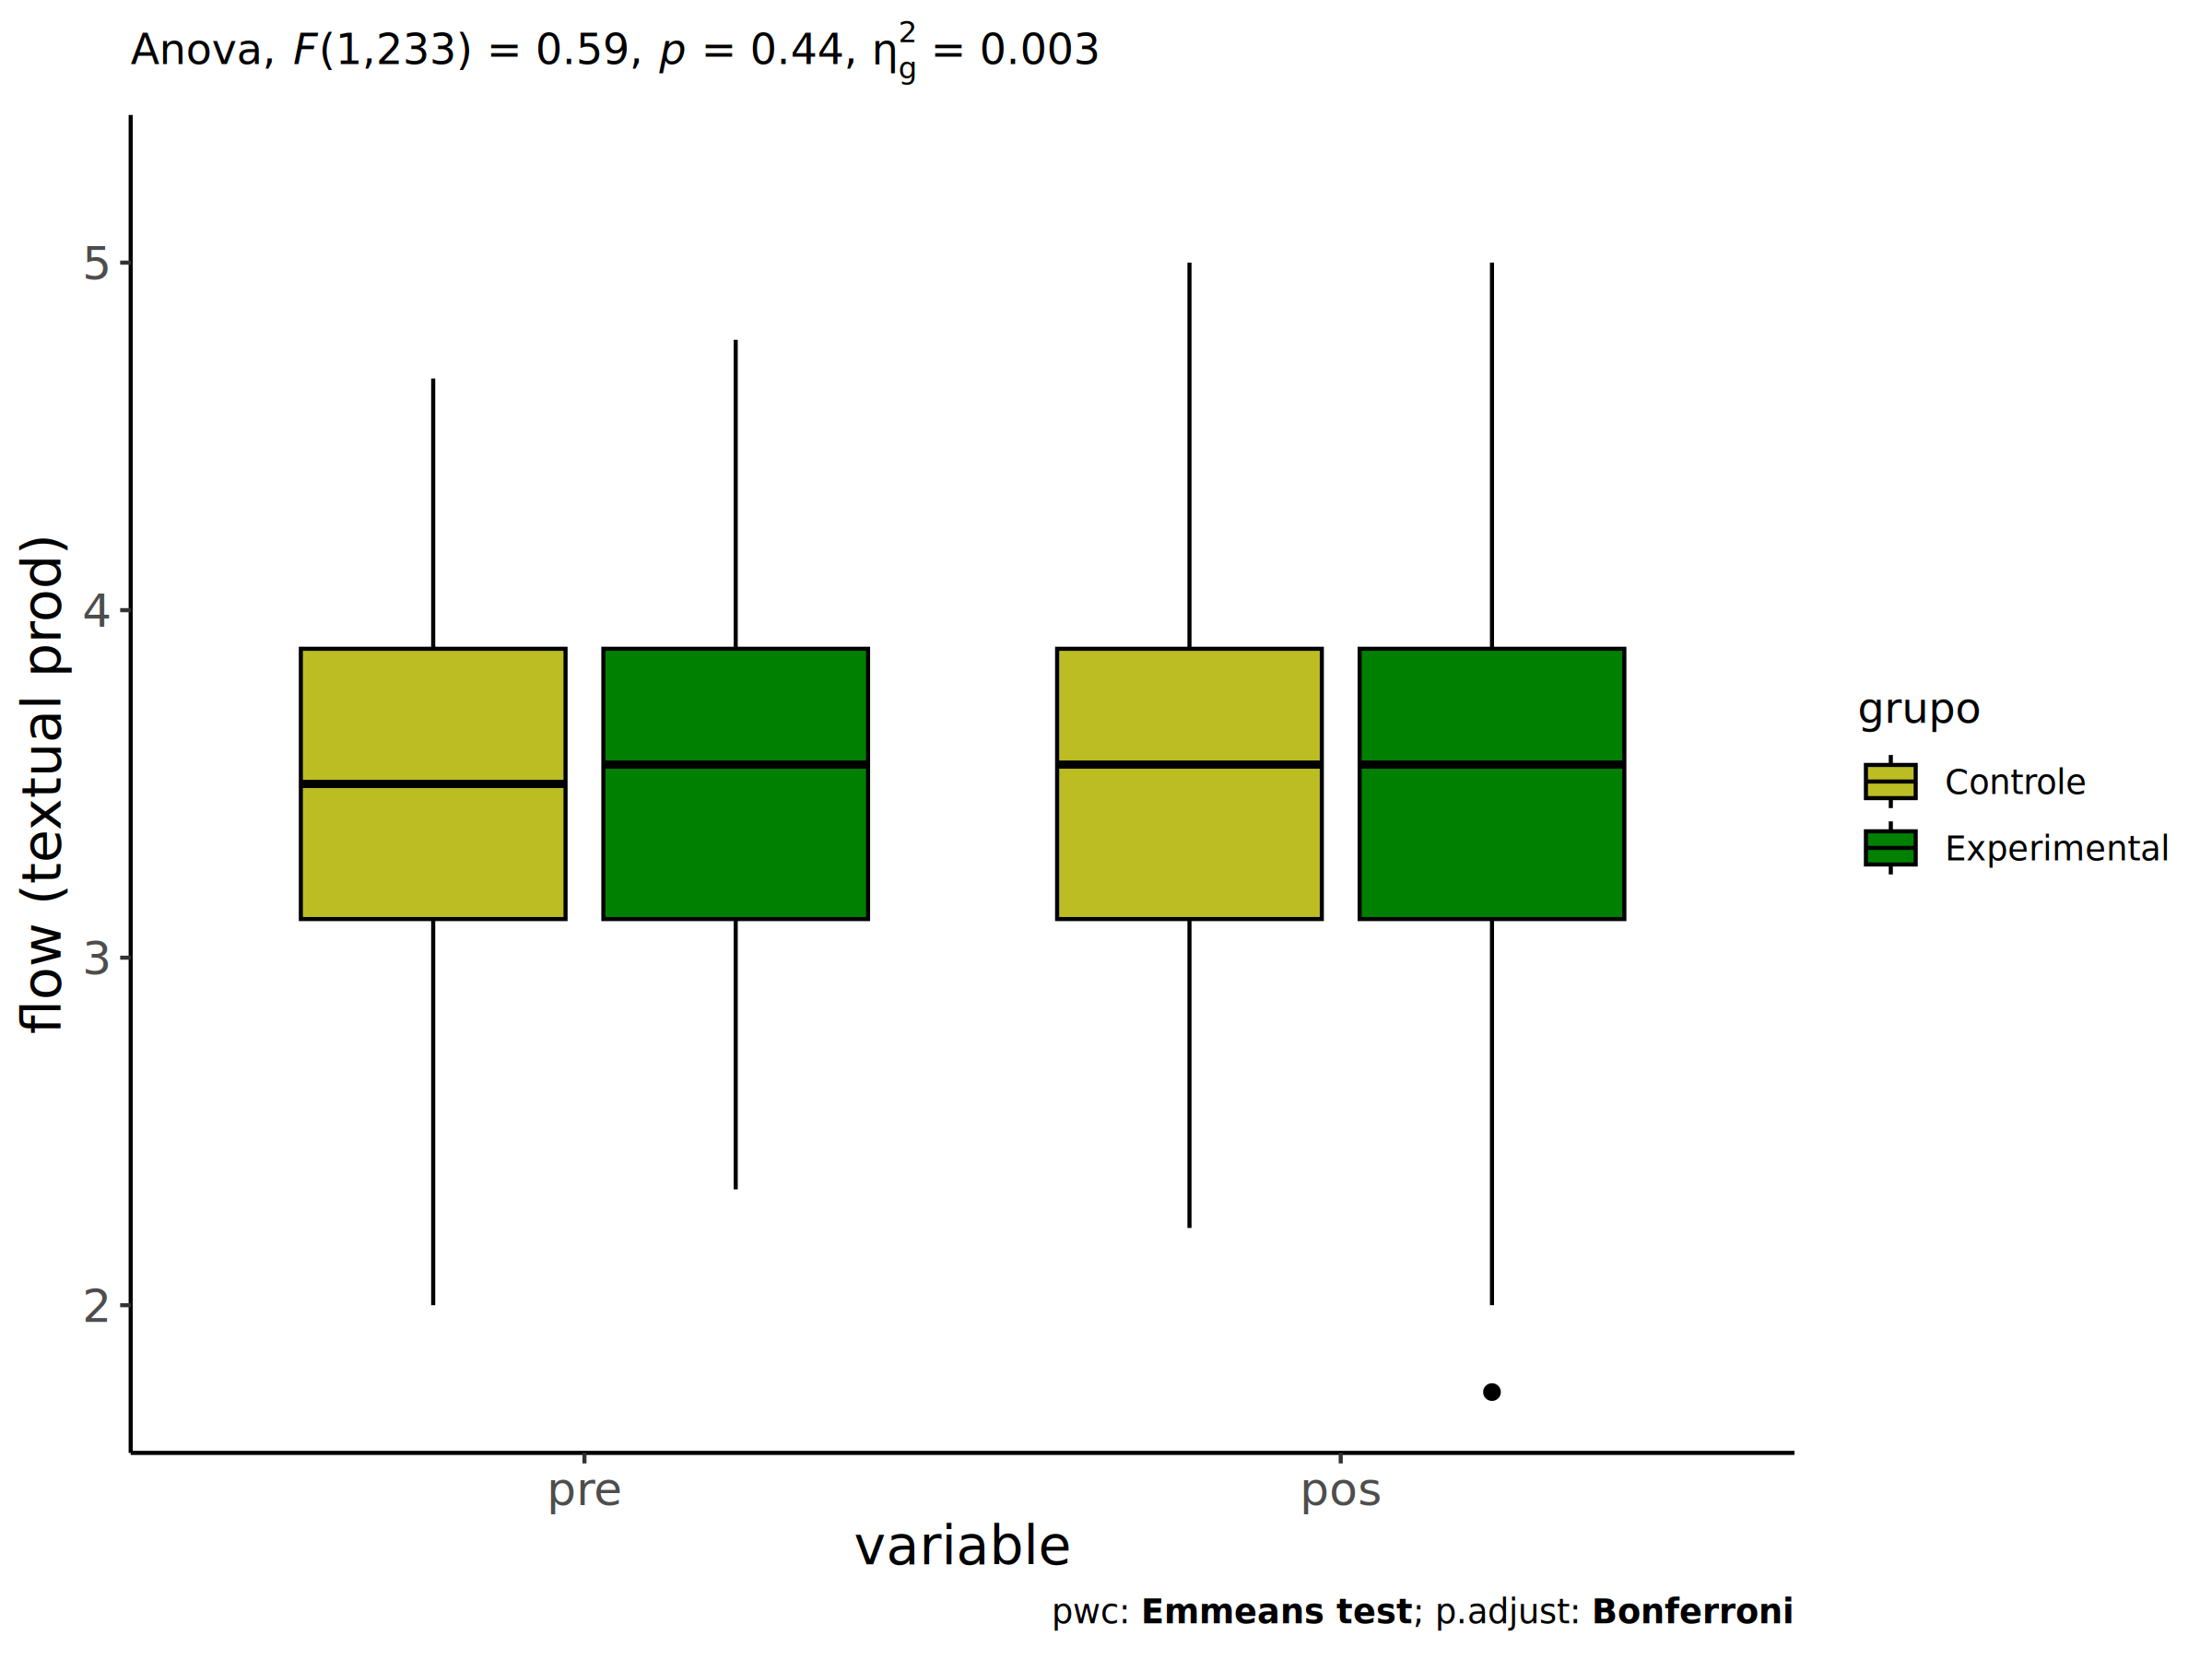 Anova, F(1,233) = 0.59, p = 0.44, η²g = 0.003
flow (textual prod)
5
4
3
2
pre pos
variable
grupo
Controle
Experimental
pwc: Emmeans test; p.adjust: Bonferroni